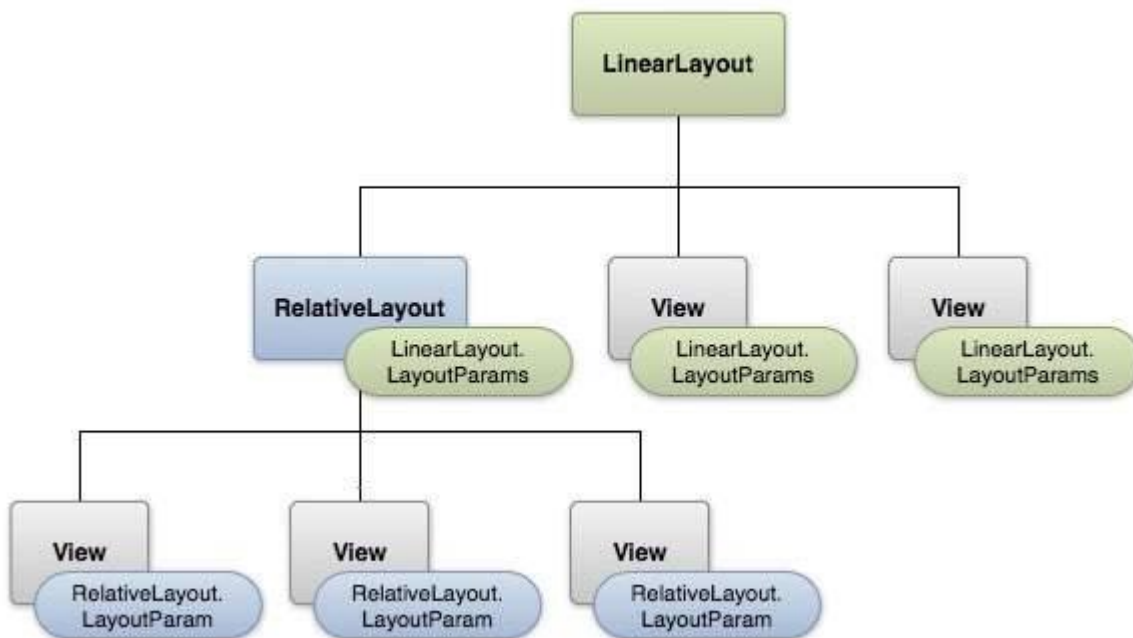 LinearLayout
RelativeLayout
LinearLayout.
LayoutParams
View
LinearLayout.
LayoutParams
View
LinearLayout.
LayoutParams
View
RelativeLayout.
LayoutParam
View
RelativeLayout.
LayoutParam
View
RelativeLayout.
LayoutParam